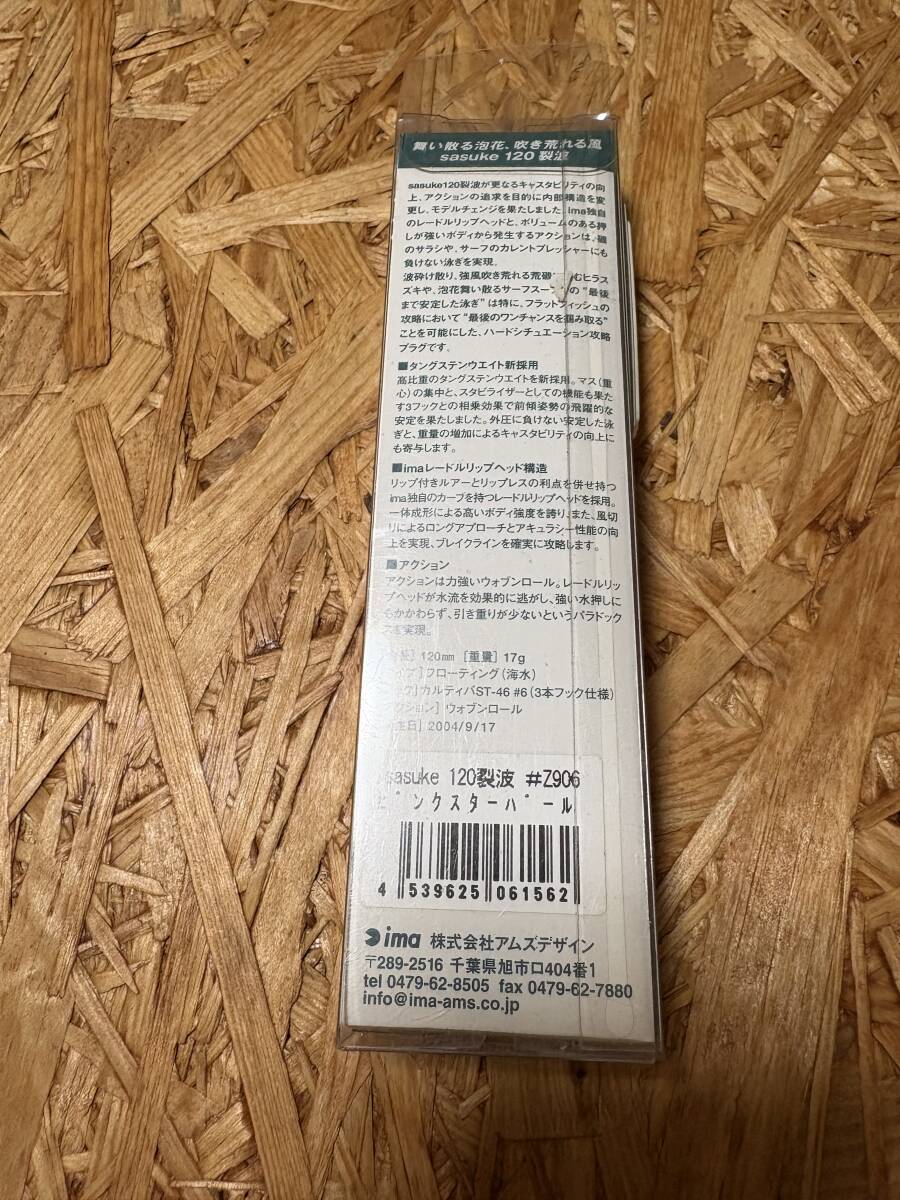 舞い散る泡花、吹き荒れる風
sasuke 120 裂波
sasuke120裂波が更なるキャスタビリティの向
上、アクションの追求を目的に内部構造を変
更し、モデルチェンジを果たしました。ima独自
のレードルリップヘッドと、ボリュームのある押
しが強いボディから発生するアクションは、磯
のサラシや、サーフのカレントプレッシャーにも
負けない泳ぎを実現。
波砕け散り、強風吹き荒れる荒磯 むヒラス
ズキや、泡花舞い散るサーフスー の “最後
まで安定した泳ぎ”は特に、フラットフィッシュの
攻略において“最後のワンチャンスを掴み取る”
ことを可能にした、ハードシチュエーション攻略
プラグです。
■タングステンウエイト新採用
高比重のタングステンウエイトを新採用。マス(重
心)の集中と、スタビライザーとしての機能も果た
す3フックとの相乗効果で前傾姿勢の飛躍的な
安定を果たしました。外圧に負けない安定した泳
ぎと、重量の増加によるキャスタビリティの向上に
も寄与します。
■imaレードルリップヘッド構造
リップ付きルアーとリップレスの利点を併せ持つ
ima独自のカーブを持つレードルリップヘッドを採用。
一体成形による高いボディ強度を誇り、また、風切
りによるロングアプローチとアキュラシー性能の向
上を実現、ブレイクラインを確実に攻略します。
■アクション
アクションは力強いウォブンロール。レードルリッ
プヘッドが水流を効果的に逃がし、強い水押しに
もかかわらず、引き重りが少ないというパラドック
スを実現。
] 120mm [重量] 17g
プ]フローティング(海水)
ク]カルティバST-46 #6(3本フック仕様)
クション] ウォブンロール
生日] 2004/9/17
sasuke 120裂波 #Z906
ピンクスターパール
4 539625 061562
ima 株式会社アムズデザイン
〒289-2516 千葉県旭市ロ404番1
tel 0479-62-8505 fax 0479-62-7880
info@ima-ams.co.jp